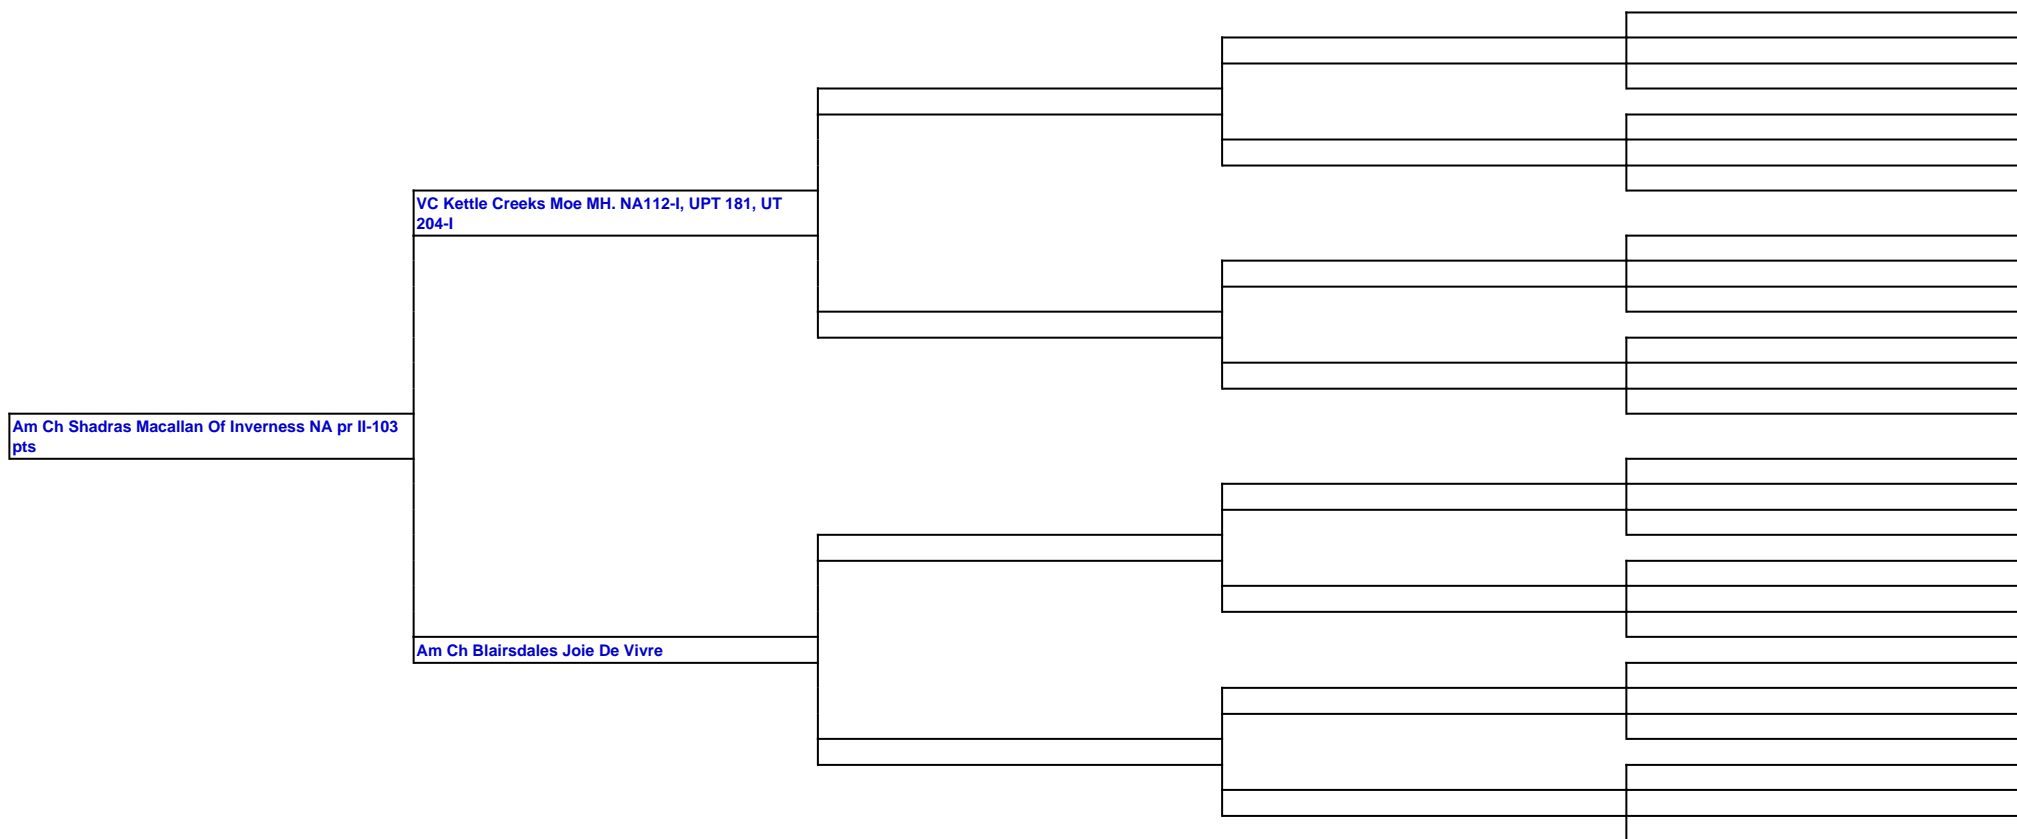 VC Kettle Creeks Moe MH. NA112-I, UPT 181, UT
204-I
Am Ch Shadras Macallan Of Inverness NA pr II-103
pts
Am Ch Blairsdales Joie De Vivre